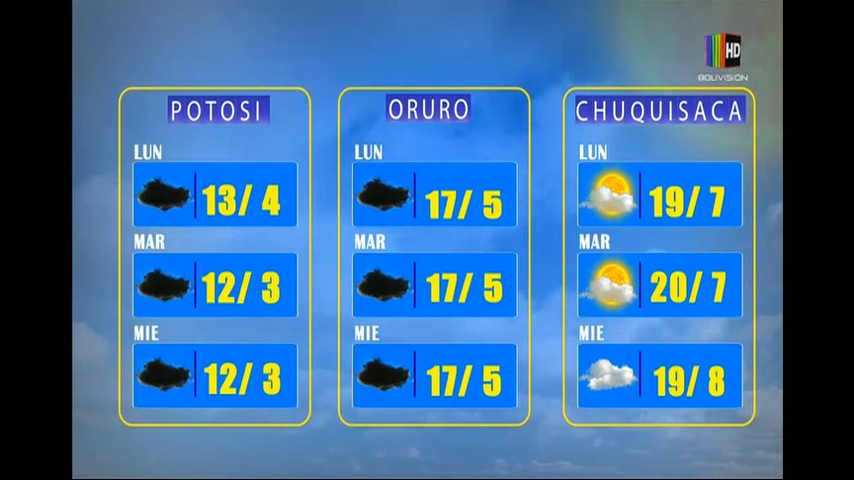 HD
BOLIVISION
POTOSI
LUN
13/ 4
MAR
12/ 3
MIE
12/ 3
ORURO
LUN
17/ 5
MAR
17/ 5
MIE
17/ 5
CHUQUISACA
LUN
19/ 7
MAR
20/ 7
MIE
19/ 8